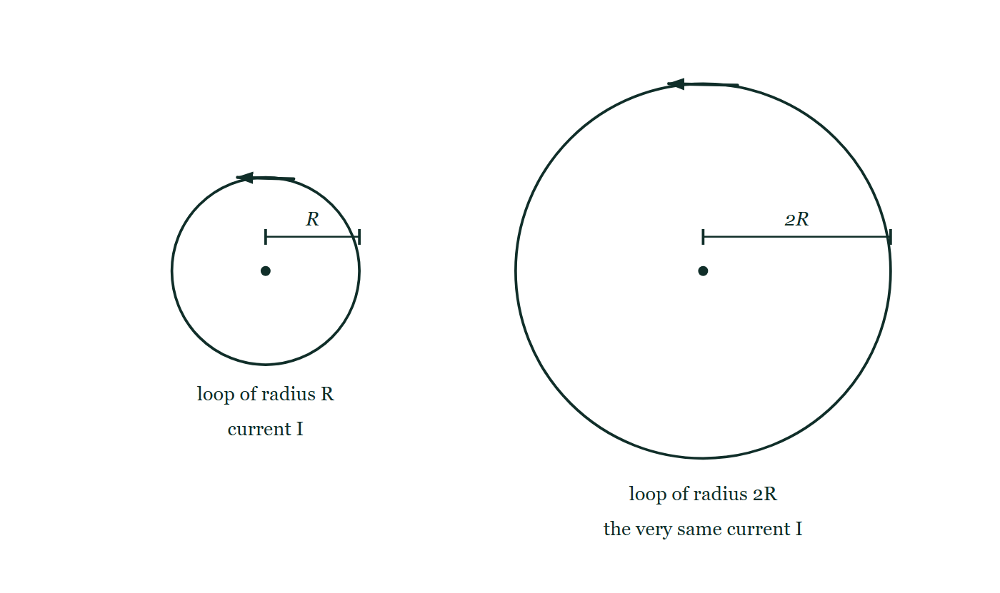 R
loop of radius R
current I
2R
loop of radius 2R
the very same current I